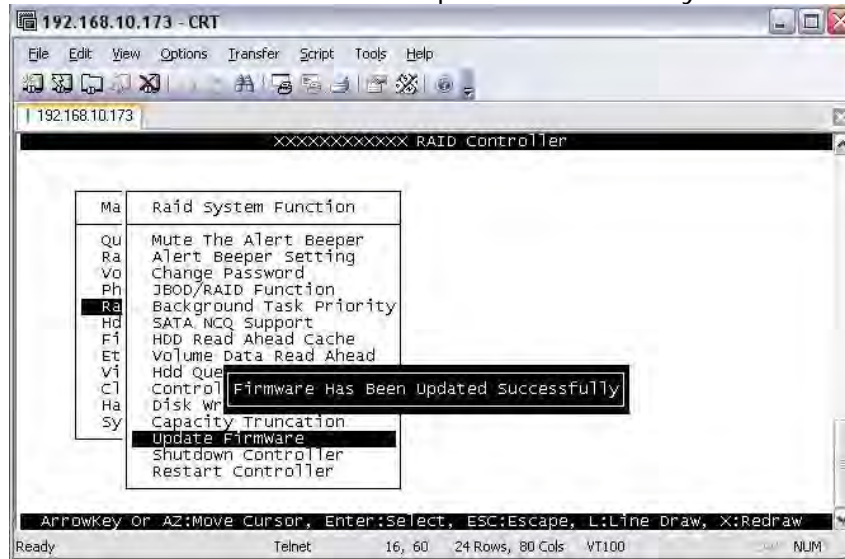 192.168.10.173 - CRT
File Edit View Options Transfer Script Tools Help
192.168.10.173
XXXXXXXXXXXX RAID Controller
Ma
Raid System Function
Qu
Mute The Alert Beeper
Ra
Alert Beeper Setting
Vo
Change Password
Ph
JBOD/RAID Function
Ra
Background Task Priority
Hd
SATA NCQ Support
Fi
HDD Read Ahead Cache
Et
Volume Data Read Ahead
Vi
Hdd Que
Cl
Control
Firmware Has Been Updated Successfully
Ha
Disk Wr
Sy
Capacity Truncation
Update Firmware
Shutdown Controller
Restart Controller
ArrowKey Or AZ:Move Cursor, Enter:Select, ESC:Escape, L:Line Draw, X:Redraw
Ready Telnet 16, 60 24 Rows, 80 Cols VT100 NUM